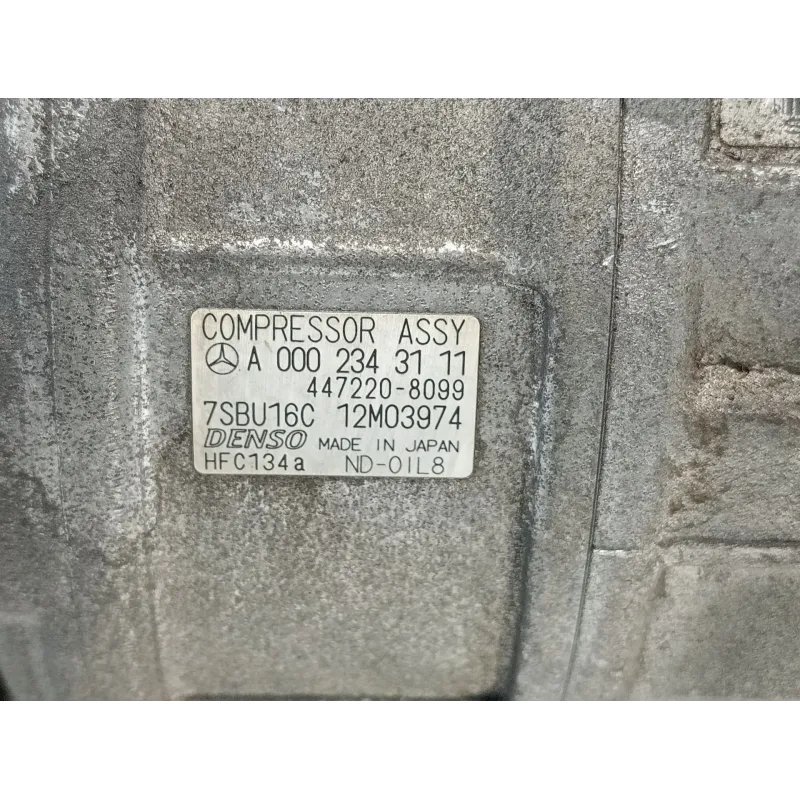 COMPRESSOR ASSY
A 000 234 31 11
447220-8099
7SBU16C 12M03974
DENSO MADE IN JAPAN
HFC134a ND-OIL8